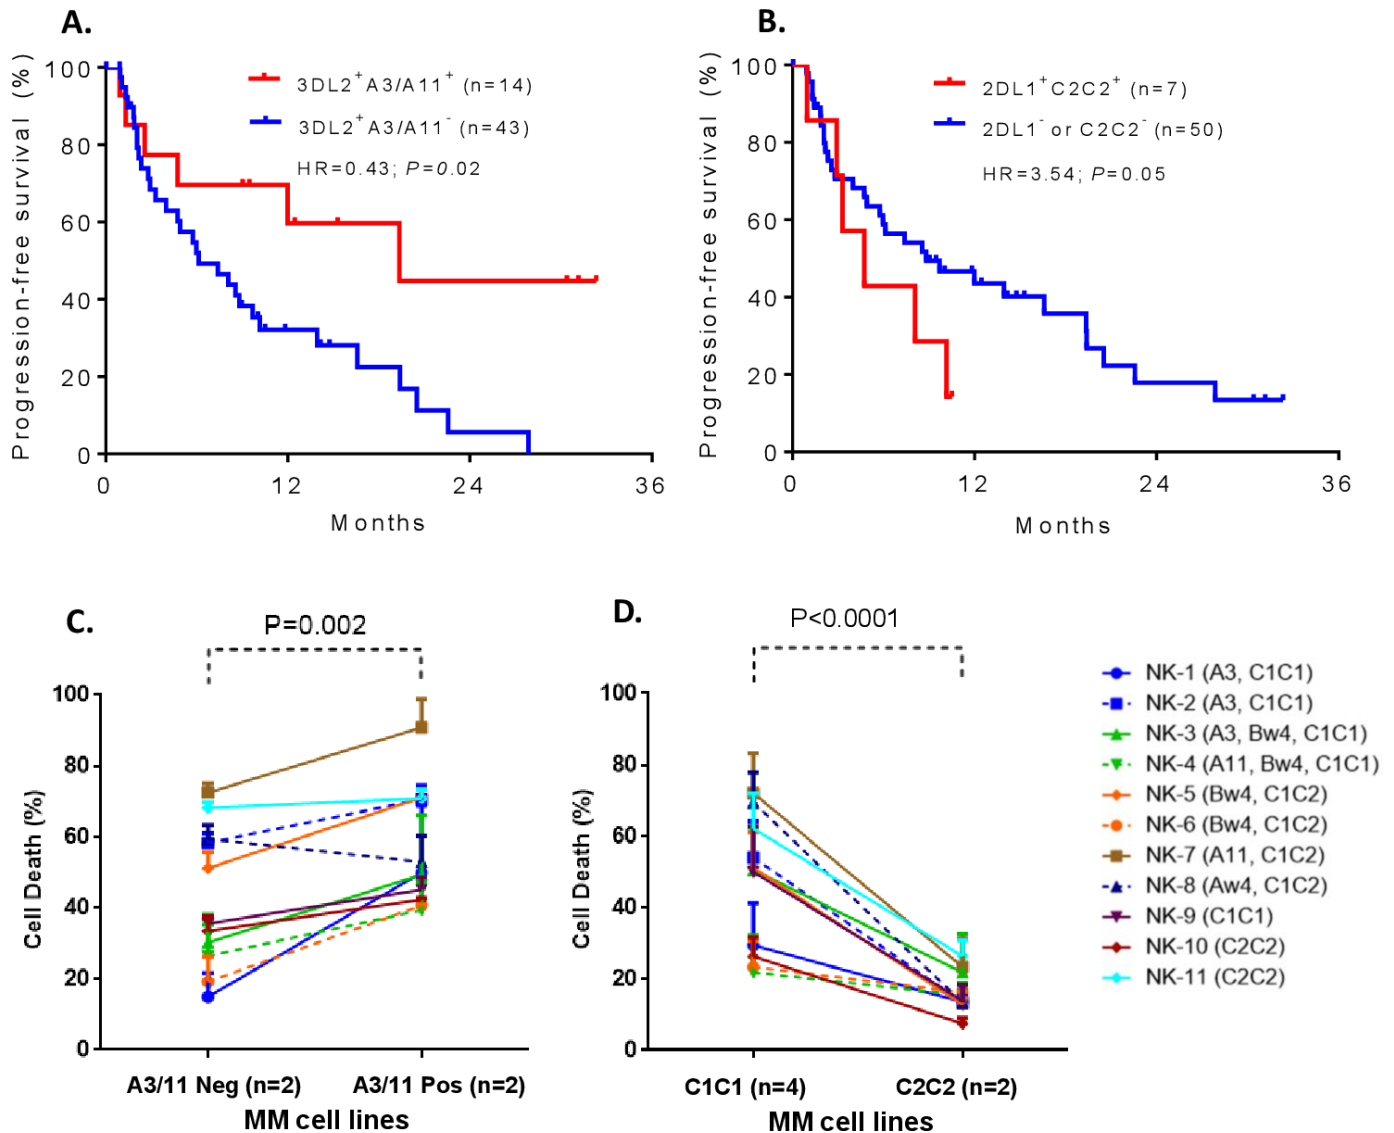 A.
Progression-free survival (%)
100
80
60
40
20
0
0 12 24 36
Months
3DL2+A3/A11+ (n=14)
3DL2+A3/A11- (n=43)
HR=0.43; P=0.02
B.
Progression-free survival (%)
100
80
60
40
20
0
0 12 24 36
Months
2DL1+C2C2+ (n=7)
2DL1- or C2C2- (n=50)
HR=3.54; P=0.05
C.
P=0.002
Cell Death (%)
100
80
60
40
20
0
A3/11 Neg (n=2) A3/11 Pos (n=2)
MM cell lines
D.
P<0.0001
Cell Death (%)
100
80
60
40
20
0
C1C1 (n=4) C2C2 (n=2)
MM cell lines
NK-1 (A3, C1C1)
NK-2 (A3, C1C1)
NK-3 (A3, Bw4, C1C1)
NK-4 (A11, Bw4, C1C1)
NK-5 (Bw4, C1C2)
NK-6 (Bw4, C1C2)
NK-7 (A11, C1C2)
NK-8 (Aw4, C1C2)
NK-9 (C1C1)
NK-10 (C2C2)
NK-11 (C2C2)